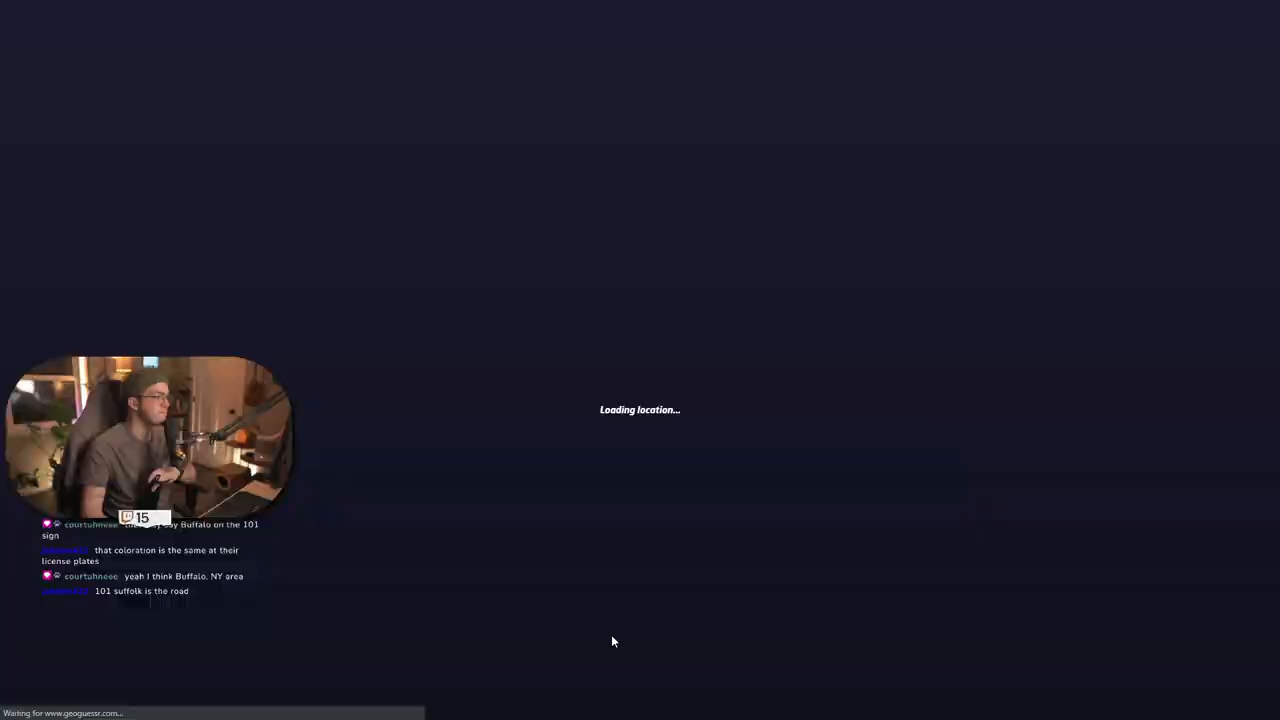 Loading location...
15
courtuhneee say Buffalo on the 101
sign
that coloration is the same at their
license plates
courtuhneee yeah I think Buffalo, NY area
101 suffolk is the road
Waiting for www.geoguessr.com...